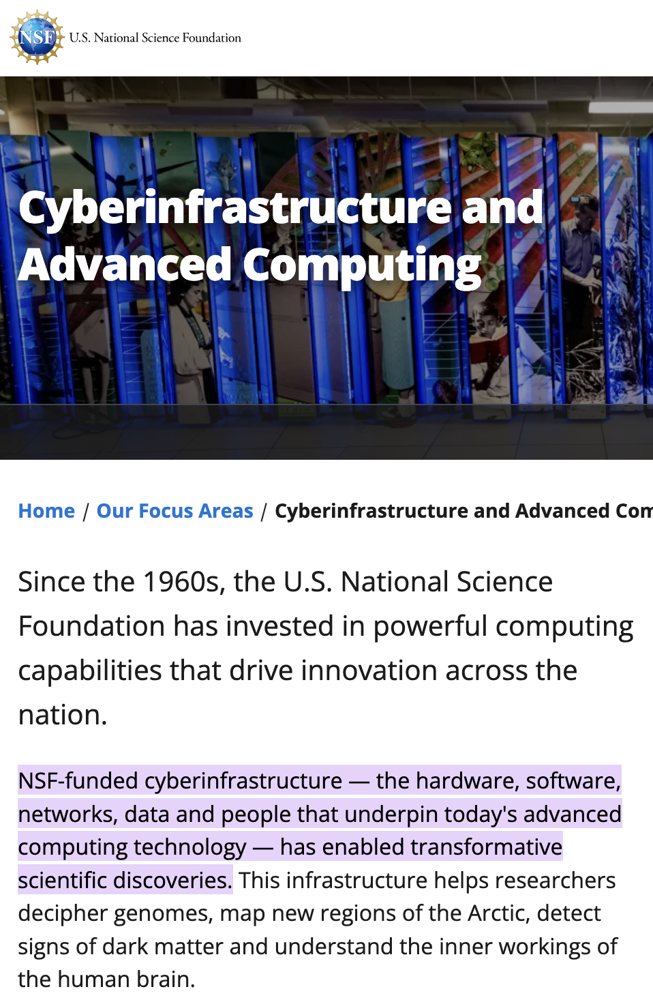 NSF U.S. National Science Foundation
Cyberinfrastructure and
Advanced Computing
Home / Our Focus Areas / Cyberinfrastructure and Advanced Com
Since the 1960s, the U.S. National Science
Foundation has invested in powerful computing
capabilities that drive innovation across the
nation.
NSF-funded cyberinfrastructure — the hardware, software,
networks, data and people that underpin today's advanced
computing technology — has enabled transformative
scientific discoveries. This infrastructure helps researchers
decipher genomes, map new regions of the Arctic, detect
signs of dark matter and understand the inner workings of
the human brain.